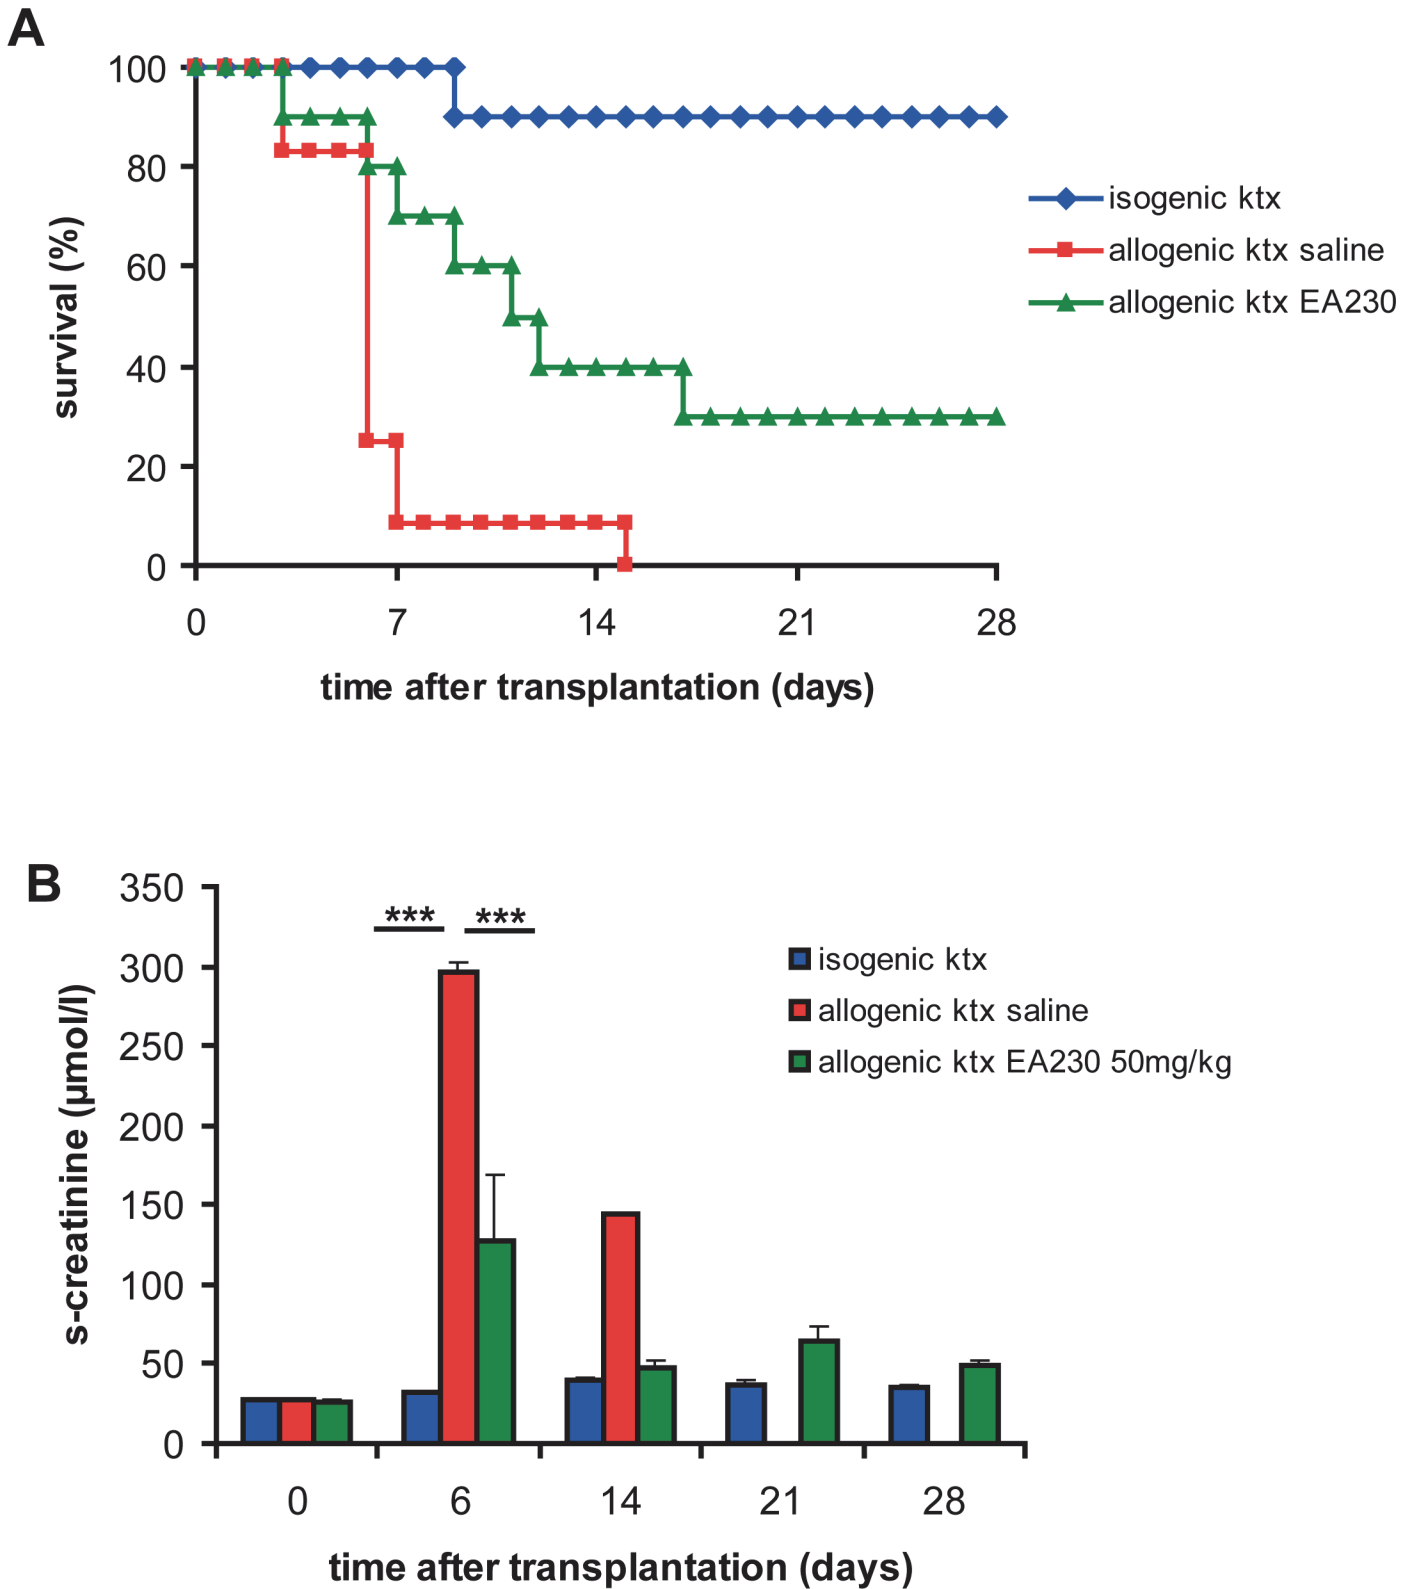 A
100
80
60
40
20
0
survival (%)
0 7 14 21 28
time after transplantation (days)
isogenic ktx
allogenic ktx saline
allogenic ktx EA230
B
350
300
250
200
150
100
50
0
s-creatinine (µmol/l)
*** ***
isogenic ktx
allogenic ktx saline
allogenic ktx EA230 50mg/kg
0 6 14 21 28
time after transplantation (days)